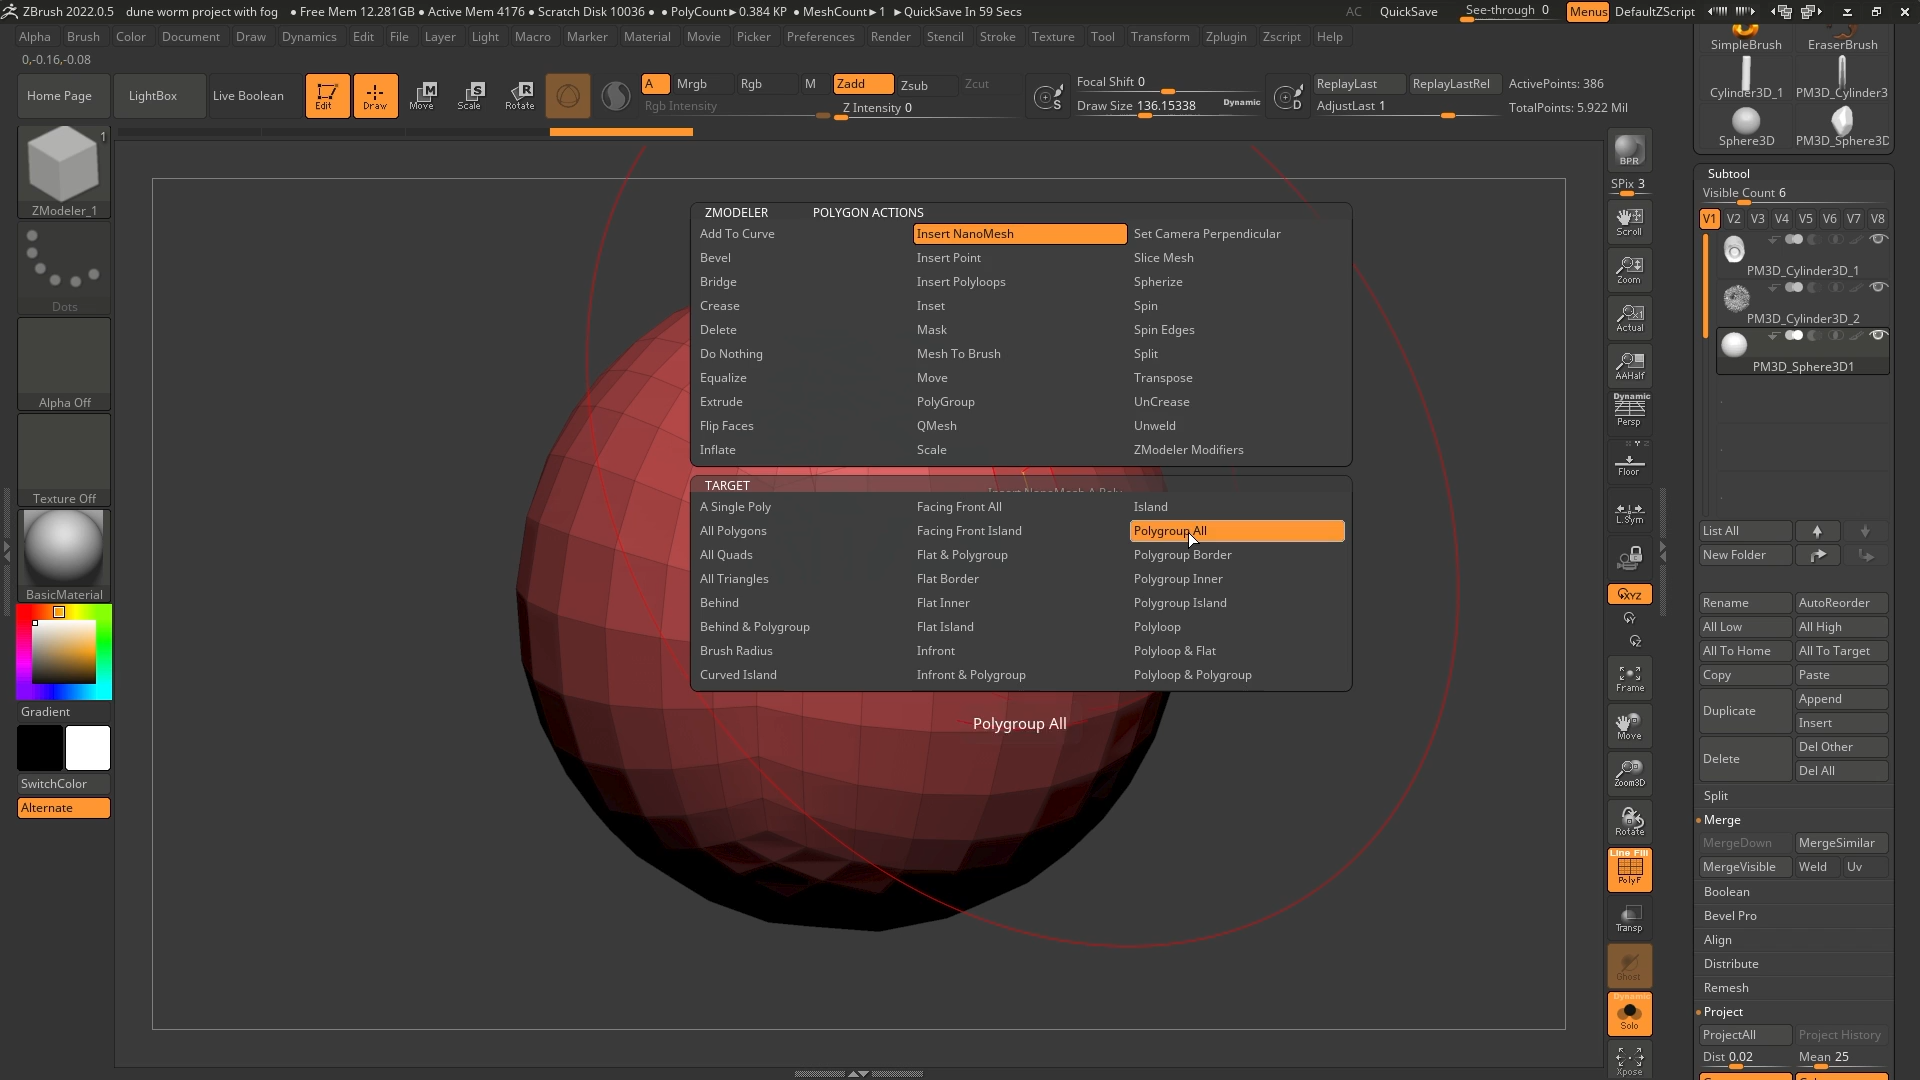 ZBrush 2022.0.5 dune worm project with fog ● Free Mem 12.281GB ● Active Mem 4176 ● Scratch Disk 10036 ● ● PolyCount►0.384 KP ● MeshCount►1 ►QuickSave In 59 Secs AC QuickSave See-through 0 Menus DefaultZScript
Alpha Brush Color Document Draw Dynamics Edit File Layer Light Macro Marker Material Movie Picker Preferences Render Stencil Stroke Texture Tool Transform Zplugin Zscript Help
0,-0.16,-0.08
Home Page LightBox Live Boolean Edit Draw Move Scale Rotate A Mrgb Rgb M Zadd Zsub Zcut Focal Shift 0 ReplayLast ReplayLastRel ActivePoints: 386
Rgb Intensity Z Intensity 0 Draw Size 136.15338 Dynamic AdjustLast 1 TotalPoints: 5.922 Mil
S
D
1
ZModeler_1
Dots
Alpha Off
Texture Off
BasicMaterial
Gradient
SwitchColor
Alternate
ZMODELER POLYGON ACTIONS
Add To Curve Insert NanoMesh Set Camera Perpendicular
Bevel Insert Point Slice Mesh
Bridge Insert Polyloops Spherize
Crease Inset Spin
Delete Mask Spin Edges
Do Nothing Mesh To Brush Split
Equalize Move Transpose
Extrude PolyGroup UnCrease
Flip Faces QMesh Unweld
Inflate Scale ZModeler Modifiers
TARGET
A Single Poly Facing Front All Island
All Polygons Facing Front Island Polygroup All
All Quads Flat & Polygroup Polygroup Border
All Triangles Flat Border Polygroup Inner
Behind Flat Inner Polygroup Island
Behind & Polygroup Flat Island Polyloop
Brush Radius Infront Polyloop & Flat
Curved Island Infront & Polygroup Polyloop & Polygroup
Polygroup All
BPR
SPix 3
Scroll
Zoom
Actual
AAHalf
Dynamic
Persp
Floor
L.Sym
XYZ
Frame
Move
Zoom3D
Rotate
Line Fill
PolyF
Transp
Ghost
Dynamic
Solo
Xpose
SimpleBrush EraserBrush
Cylinder3D_1 PM3D_Cylinder3
Sphere3D PM3D_Sphere3D
Subtool
Visible Count 6
V1 V2 V3 V4 V5 V6 V7 V8
PM3D_Cylinder3D_1
PM3D_Cylinder3D_2
PM3D_Sphere3D1
List All
New Folder
Rename AutoReorder
All Low All High
All To Home All To Target
Copy Paste
Duplicate Append
Insert
Delete Del Other
Del All
Split
Merge
MergeDown MergeSimilar
MergeVisible Weld Uv
Boolean
Bevel Pro
Align
Distribute
Remesh
Project
ProjectAll Project History
Dist 0.02 Mean 25